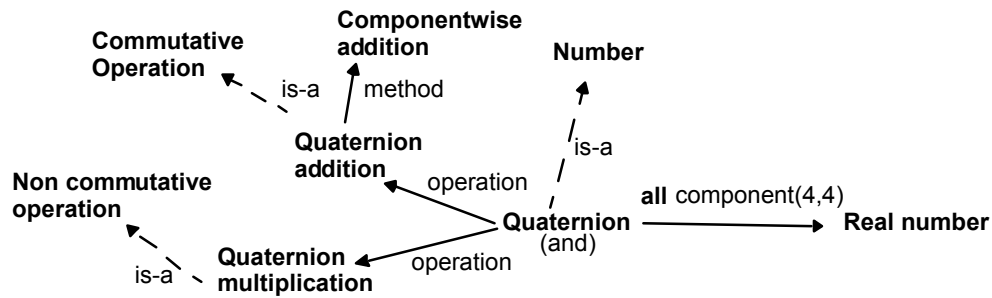 Componentwise
addition
Commutative
Operation
Number
is-a
method
Quaternion
addition
is-a
Non commutative
operation
operation
all component(4,4)
Quaternion
(and)
Real number
Quaternion
multiplication
operation
is-a